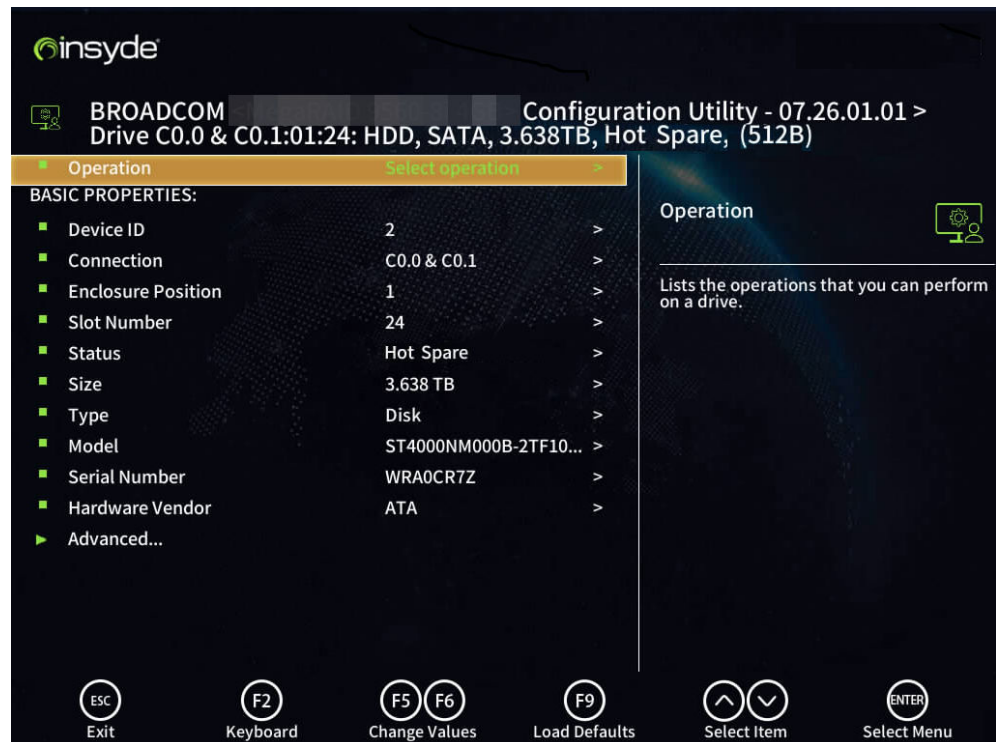 insyde
BROADCOM Configuration Utility - 07.26.01.01 >
Drive C0.0 & C0.1:01:24: HDD, SATA, 3.638TB, Hot Spare, (512B)
Operation Select operation >
BASIC PROPERTIES:
Device ID 2 >
Connection C0.0 & C0.1 >
Enclosure Position 1 >
Slot Number 24 >
Status Hot Spare >
Size 3.638 TB >
Type Disk >
Model ST4000NM000B-2TF10... >
Serial Number WRA0CR7Z >
Hardware Vendor ATA >
Advanced...
Operation
Lists the operations that you can perform
on a drive.
ESC F2 F5 F6 F9 ENTER
Exit Keyboard Change Values Load Defaults Select Item Select Menu